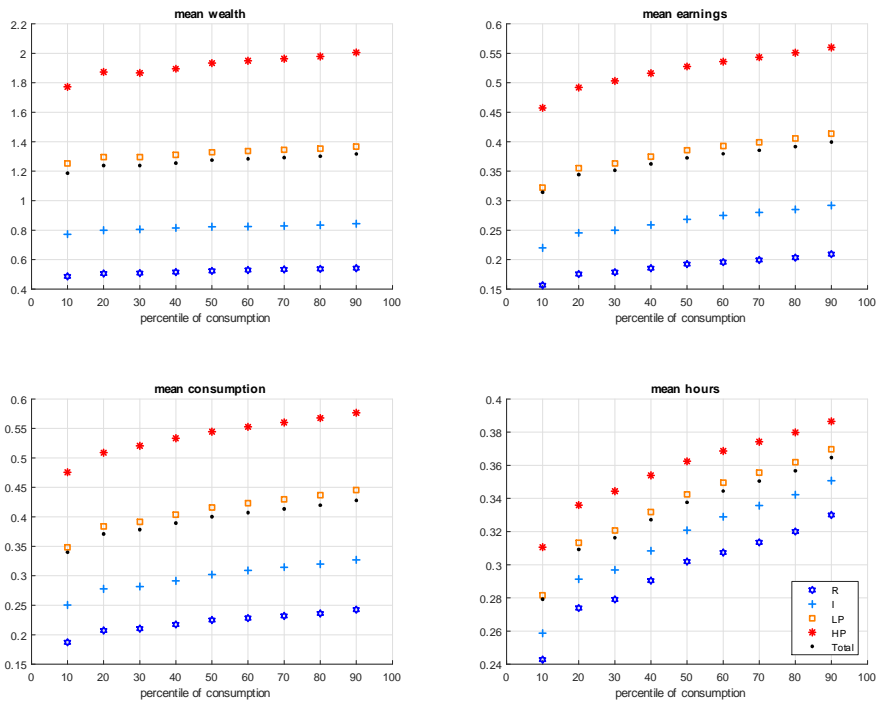 mean wealth
2.2
2
1.8
1.6
1.4
1.2
1
0.8
0.6
0.4
0 10 20 30 40 50 60 70 80 90 100
percentile of consumption
mean earnings
0.6
0.55
0.5
0.45
0.4
0.35
0.3
0.25
0.2
0.15
0 10 20 30 40 50 60 70 80 90 100
percentile of consumption
mean consumption
0.6
0.55
0.5
0.45
0.4
0.35
0.3
0.25
0.2
0.15
0 10 20 30 40 50 60 70 80 90 100
percentile of consumption
mean hours
0.4
0.38
0.36
0.34
0.32
0.3
0.28
0.26
0.24
0 10 20 30 40 50 60 70 80 90 100
percentile of consumption
R
I
LP
HP
Total